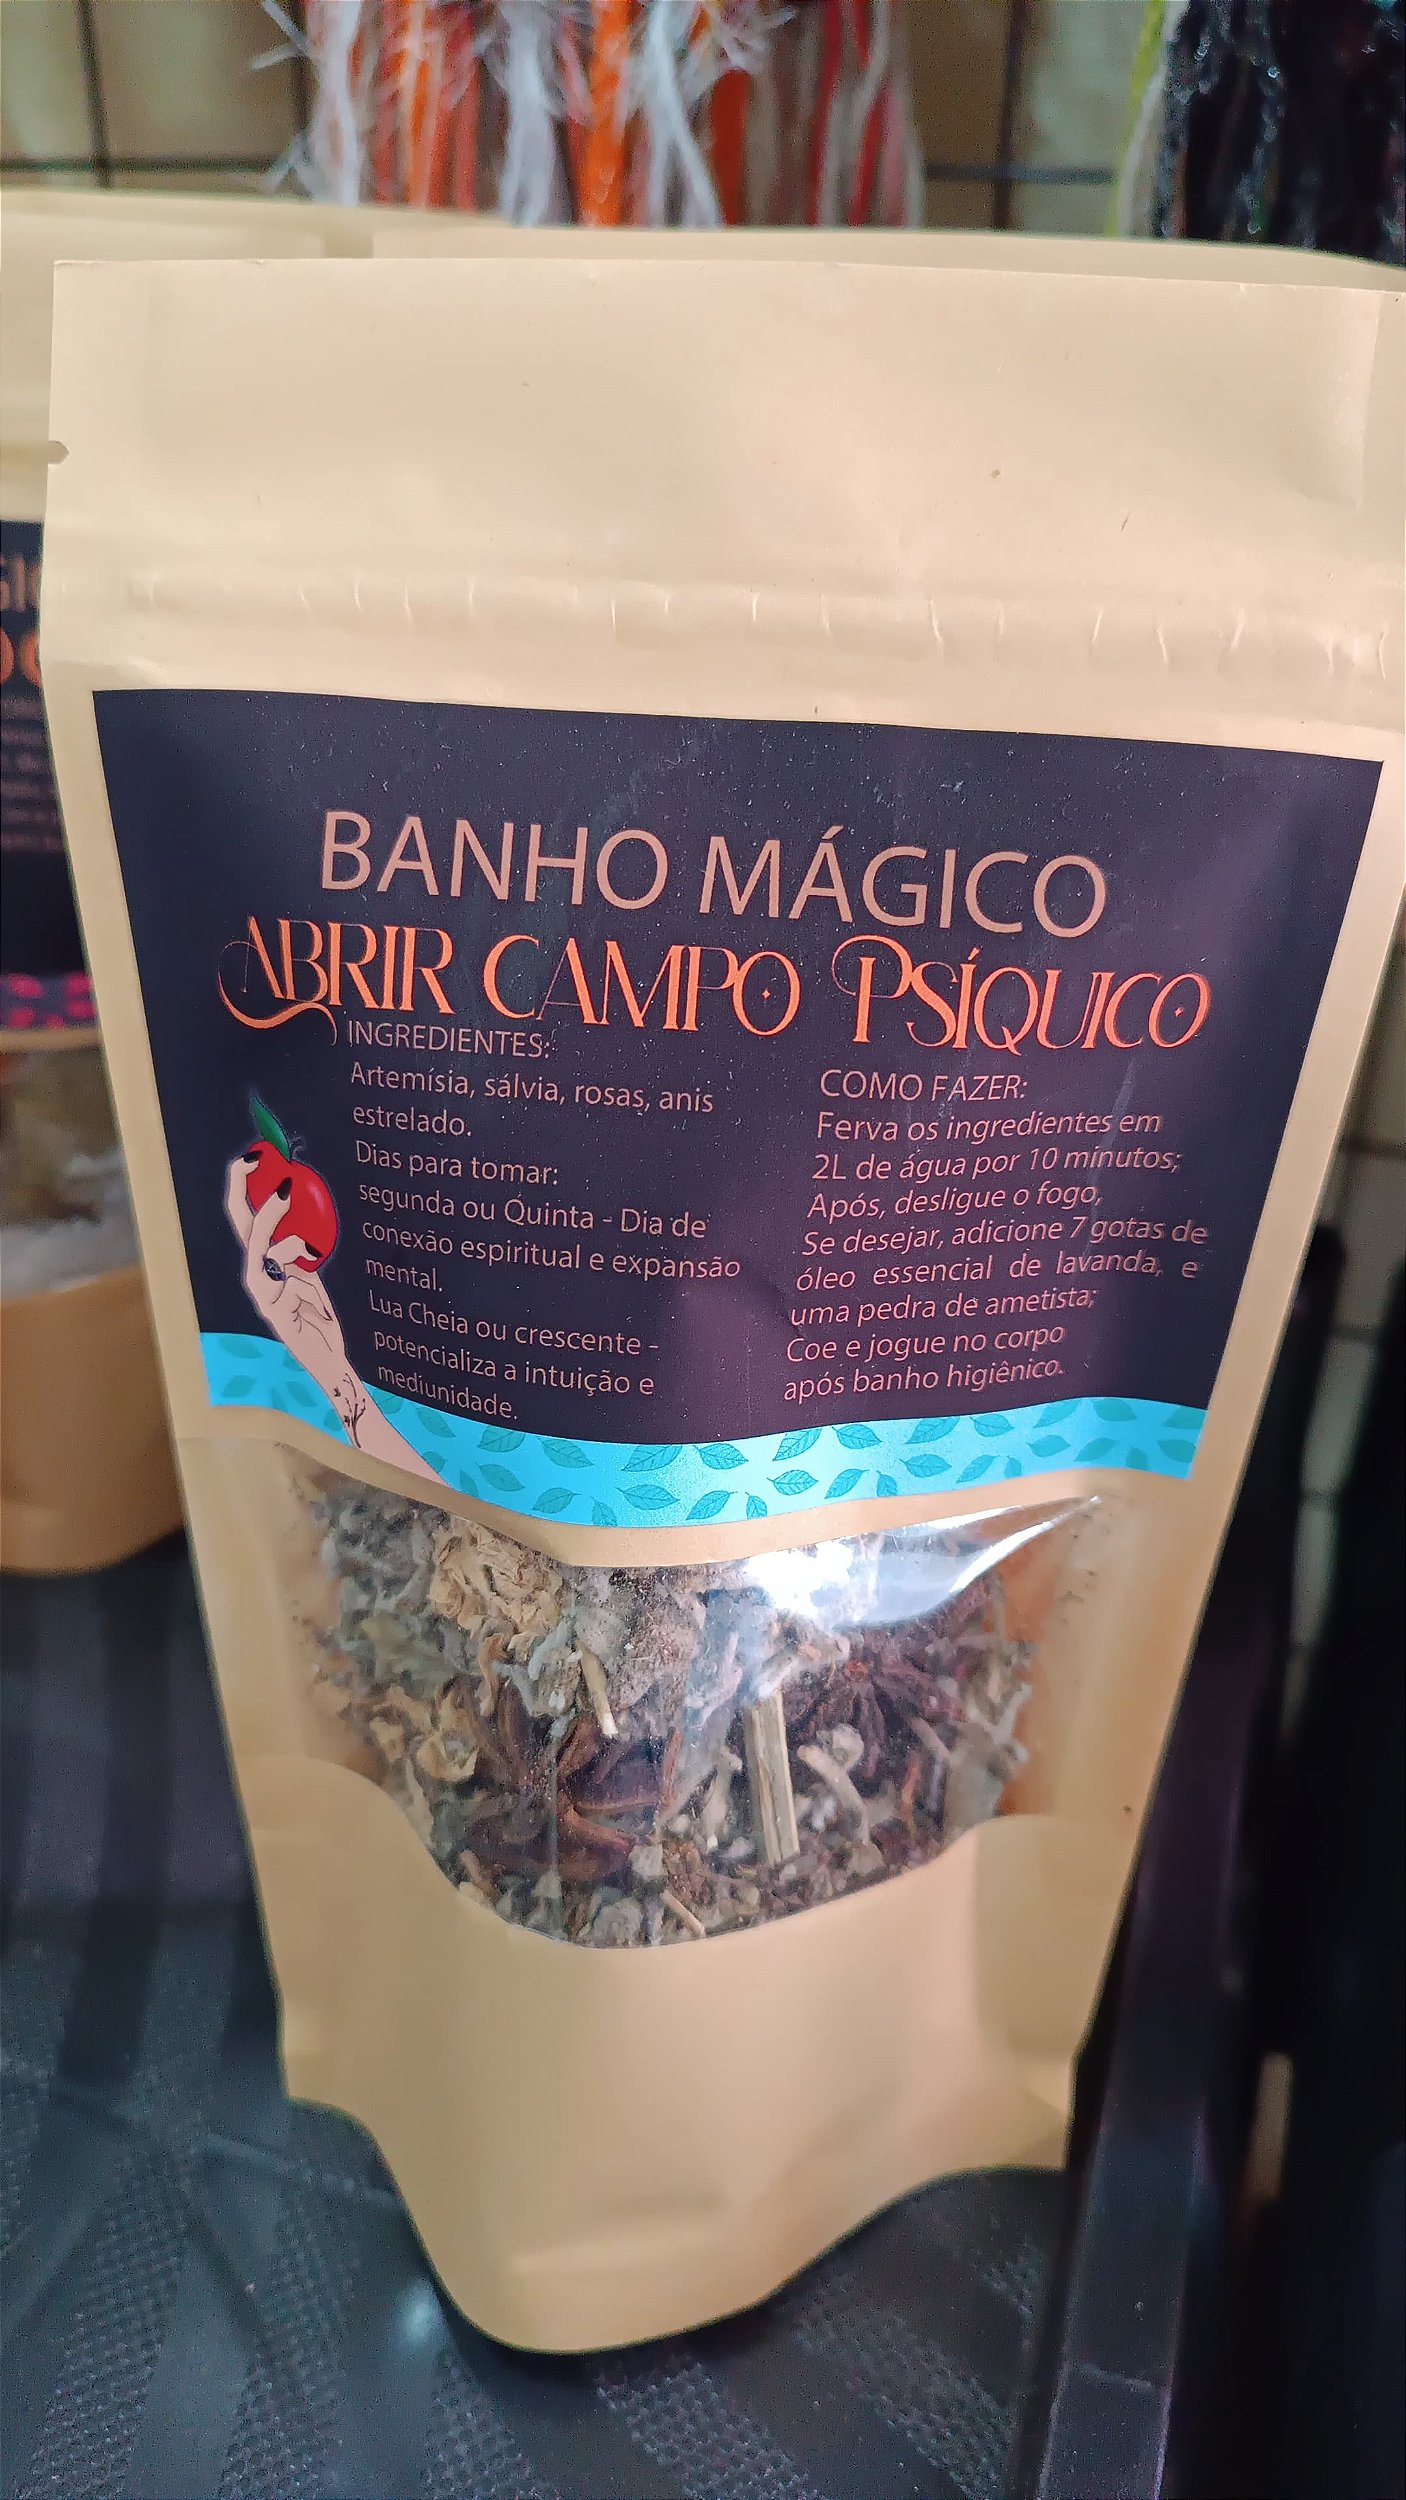 BANHO MÁGICO
ABRIR CAMPO PSÍQUICO
INGREDIENTES:
Artemísia, sálvia, rosas, anis
estrelado.
Dias para tomar:
segunda ou Quinta - Dia de
conexão espiritual e expansão
mental.
Lua Cheia ou crescente -
potencializa a intuição e
mediunidade.
COMO FAZER:
Ferva os ingredientes em
2L de água por 10 minutos;
Após, desligue o fogo,
Se desejar, adicione 7 gotas de
óleo essencial de lavanda, e
uma pedra de ametista;
Coe e jogue no corpo
após banho higiênico.